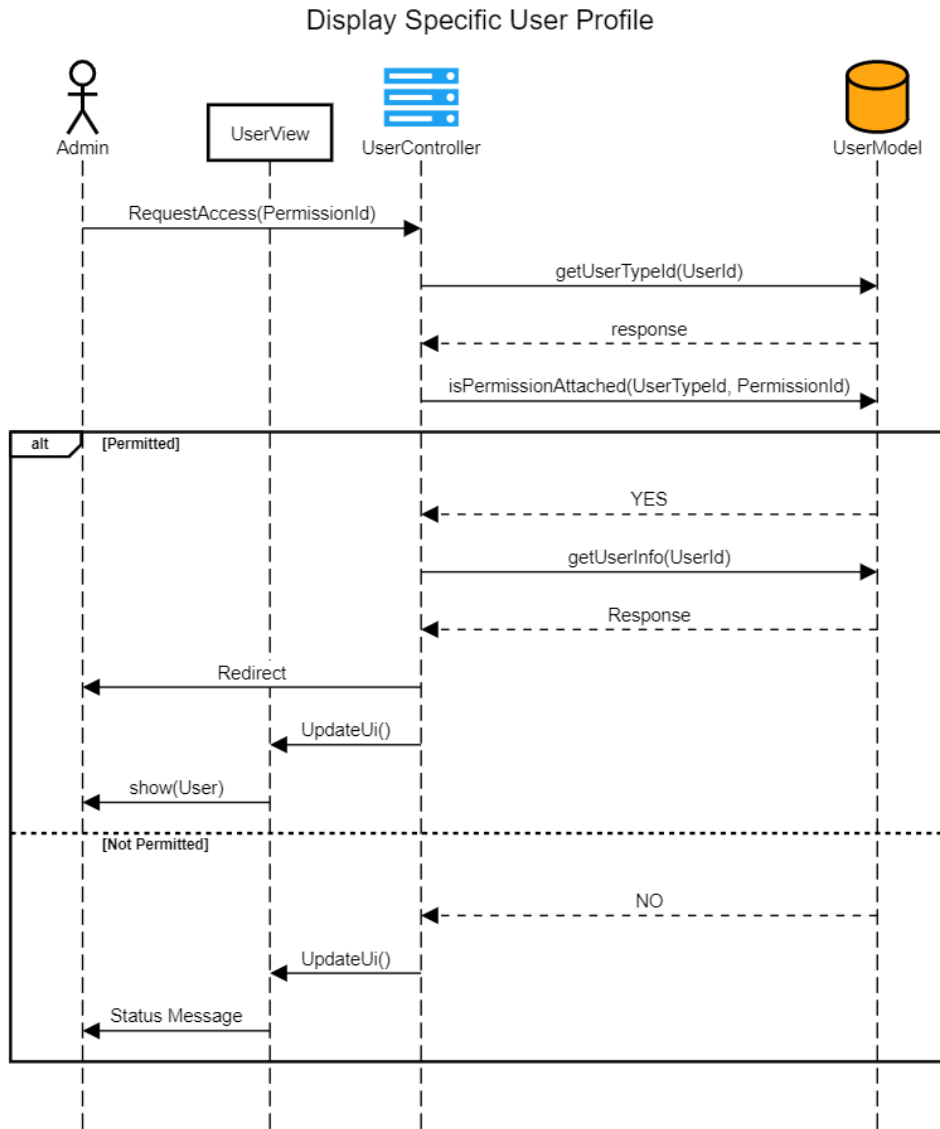 Display Specific User Profile
Admin
UserView
UserController
UserModel
RequestAccess(PermissionId)
getUserTypeId(UserId)
response
isPermissionAttached(UserTypeId, PermissionId)
alt
[Permitted]
YES
getUserInfo(UserId)
Response
Redirect
UpdateUi()
show(User)
[Not Permitted]
NO
UpdateUi()
Status Message